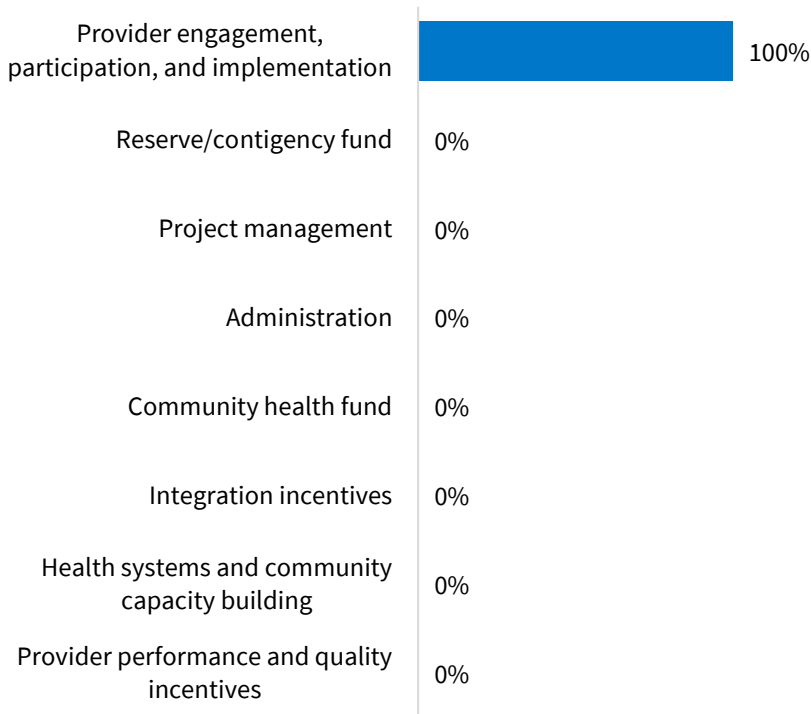 Provider engagement,
participation, and implementation
100%
Reserve/contigency fund
0%
Project management
0%
Administration
0%
Community health fund
0%
Integration incentives
0%
Health systems and community
capacity building
0%
Provider performance and quality
incentives
0%